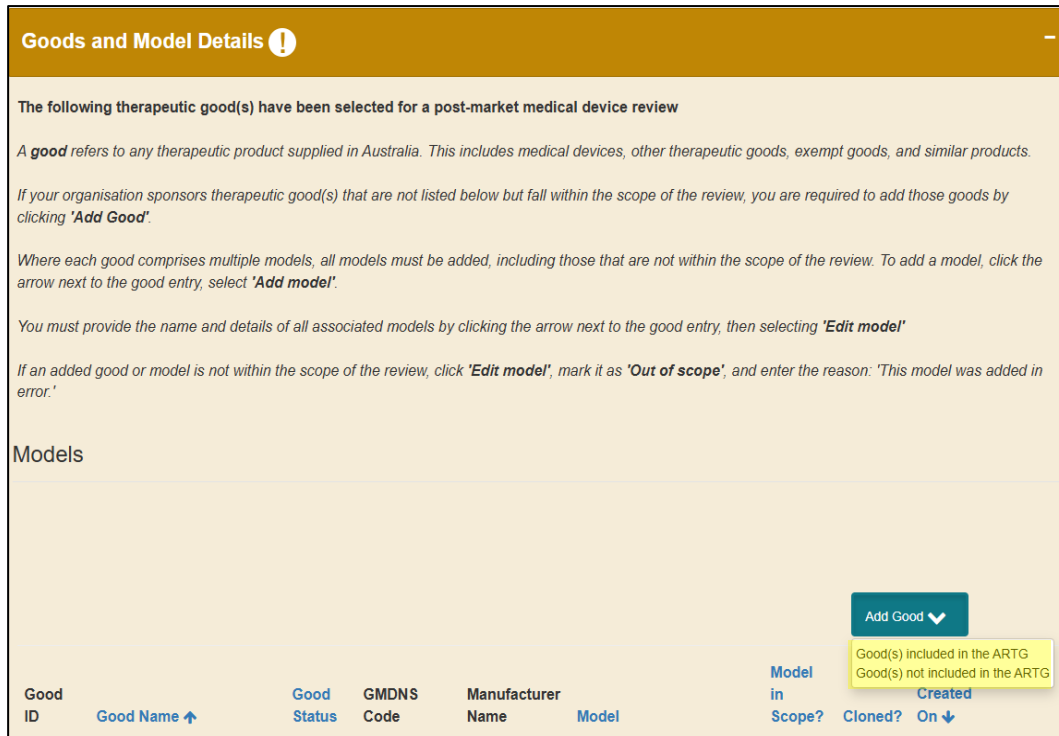 Goods and Model Details !
The following therapeutic good(s) have been selected for a post-market medical device review
A good refers to any therapeutic product supplied in Australia. This includes medical devices, other therapeutic goods, exempt goods, and similar products.
If your organisation sponsors therapeutic good(s) that are not listed below but fall within the scope of the review, you are required to add those goods by
clicking 'Add Good'.
Where each good comprises multiple models, all models must be added, including those that are not within the scope of the review. To add a model, click the
arrow next to the good entry, select 'Add model'.
You must provide the name and details of all associated models by clicking the arrow next to the good entry, then selecting 'Edit model'
If an added good or model is not within the scope of the review, click 'Edit model', mark it as 'Out of scope', and enter the reason: 'This model was added in
error.'
Models
Add Good
Good(s) included in the ARTG
Good(s) not included in the ARTG
Good ID
Good Name
Good Status
GMDNS Code
Manufacturer Name
Model
Model in Scope?
Cloned?
Created On